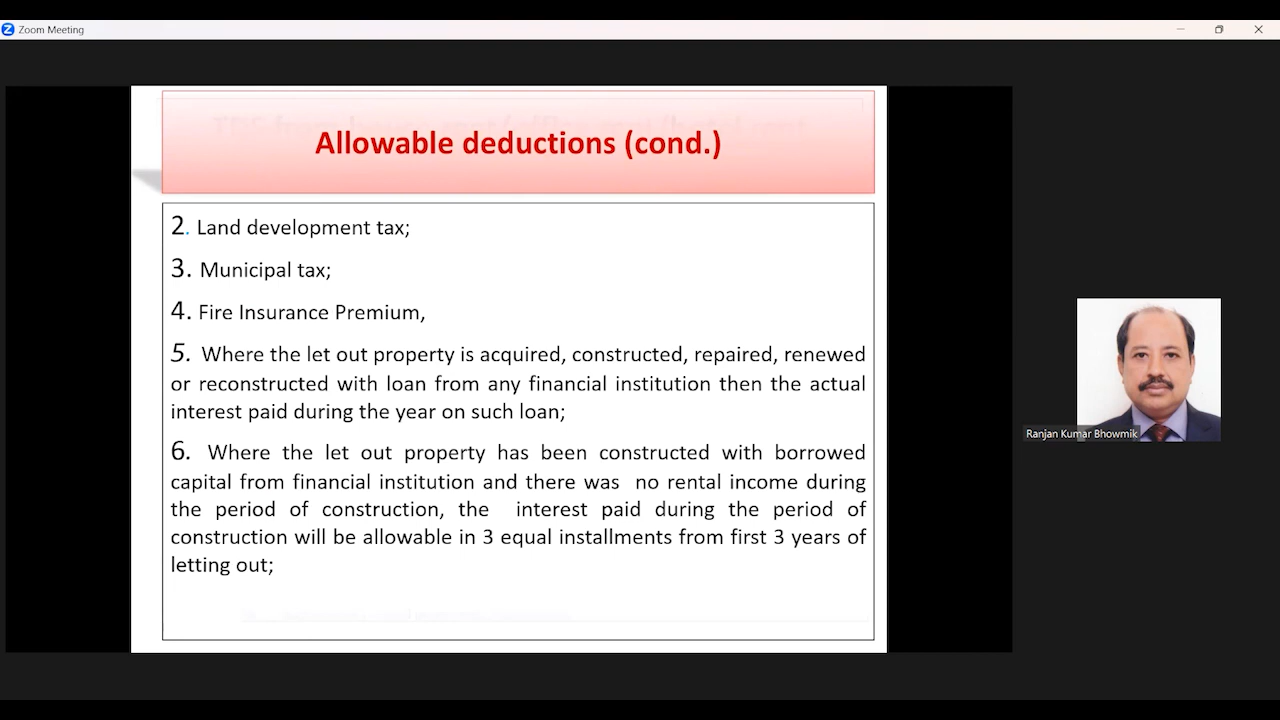 Zoom Meeting
Allowable deductions (cond.)
2. Land development tax;
3. Municipal tax;
4. Fire Insurance Premium,
5. Where the let out property is acquired, constructed, repaired, renewed
or reconstructed with loan from any financial institution then the actual
interest paid during the year on such loan;
6. Where the let out property has been constructed with borrowed
capital from financial institution and there was no rental income during
the period of construction, the interest paid during the period of
construction will be allowable in 3 equal installments from first 3 years of
letting out;
Ranjan Kumar Bhowmik